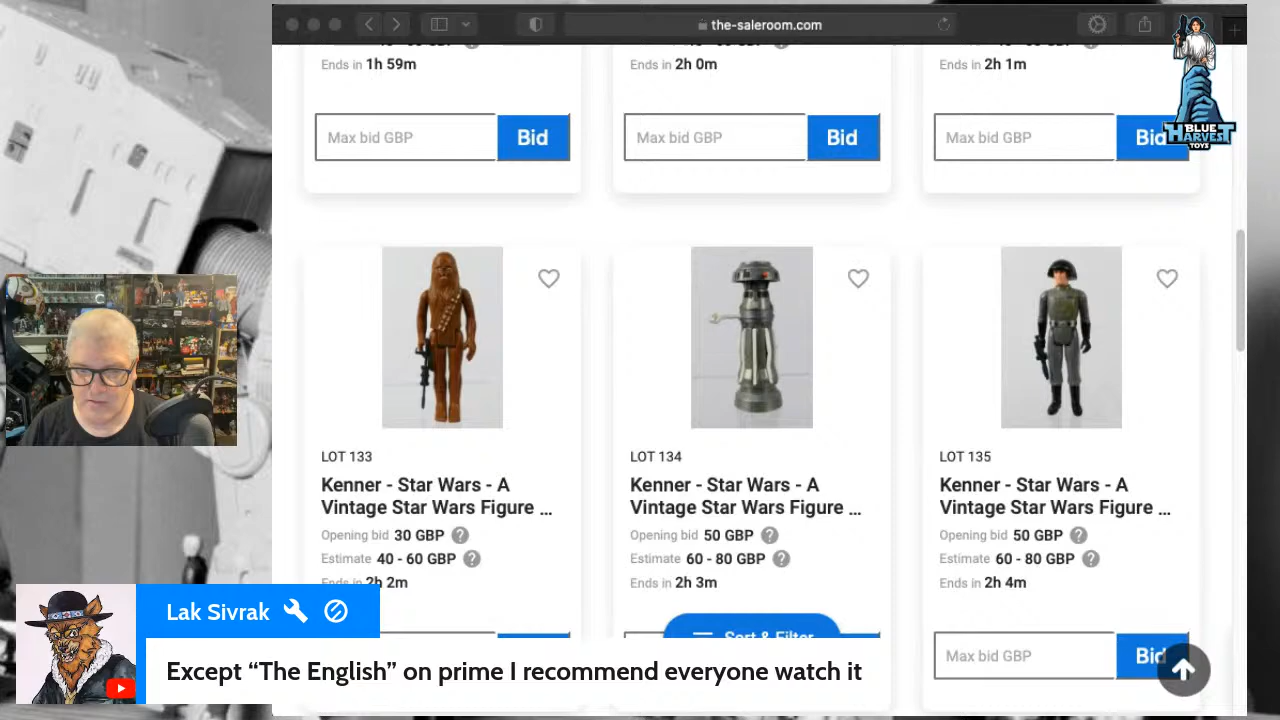 the-saleroom.com
Ends in 1h 59m
Ends in 2h 0m
Ends in 2h 1m
Max bid GBP
Bid
Max bid GBP
Bid
Max bid GBP
Bid
BLUE
HARVEST
TOYS
LOT 133
Kenner - Star Wars - A
Vintage Star Wars Figure ...
Opening bid 30 GBP ?
Estimate 40 - 60 GBP ?
Ends in 2h 2m
LOT 134
Kenner - Star Wars - A
Vintage Star Wars Figure ...
Opening bid 50 GBP ?
Estimate 60 - 80 GBP ?
Ends in 2h 3m
LOT 135
Kenner - Star Wars - A
Vintage Star Wars Figure ...
Opening bid 50 GBP ?
Estimate 60 - 80 GBP ?
Ends in 2h 4m
Sort & Filter
Max bid GBP
Bid
Lak Sivrak
Except “The English” on prime I recommend everyone watch it